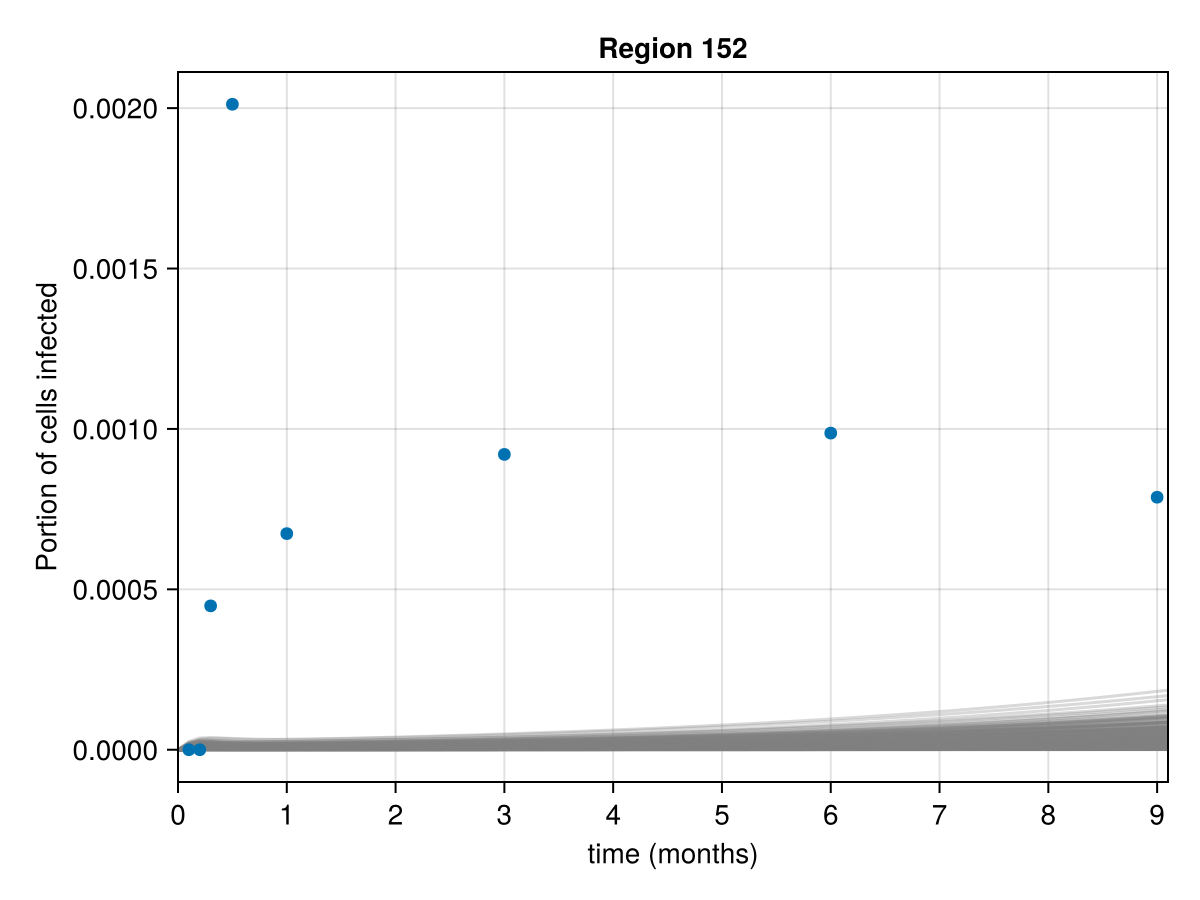 Region 152
Portion of cells infected
0.0020
0.0015
0.0010
0.0005
0.0000
0 1 2 3 4 5 6 7 8 9
time (months)